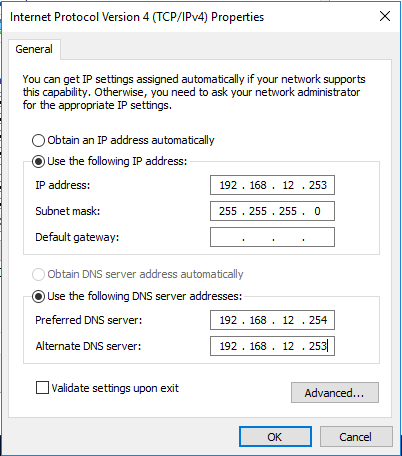 Internet Protocol Version 4 (TCP/IPv4) Properties
General
You can get IP settings assigned automatically if your network supports
this capability. Otherwise, you need to ask your network administrator
for the appropriate IP settings.
Obtain an IP address automatically
Use the following IP address:
IP address: 192 . 168 . 12 . 253
Subnet mask: 255 . 255 . 255 . 0
Default gateway: . . .
Obtain DNS server address automatically
Use the following DNS server addresses:
Preferred DNS server: 192 . 168 . 12 . 254
Alternate DNS server: 192 . 168 . 12 . 253
Validate settings upon exit
Advanced...
OK Cancel